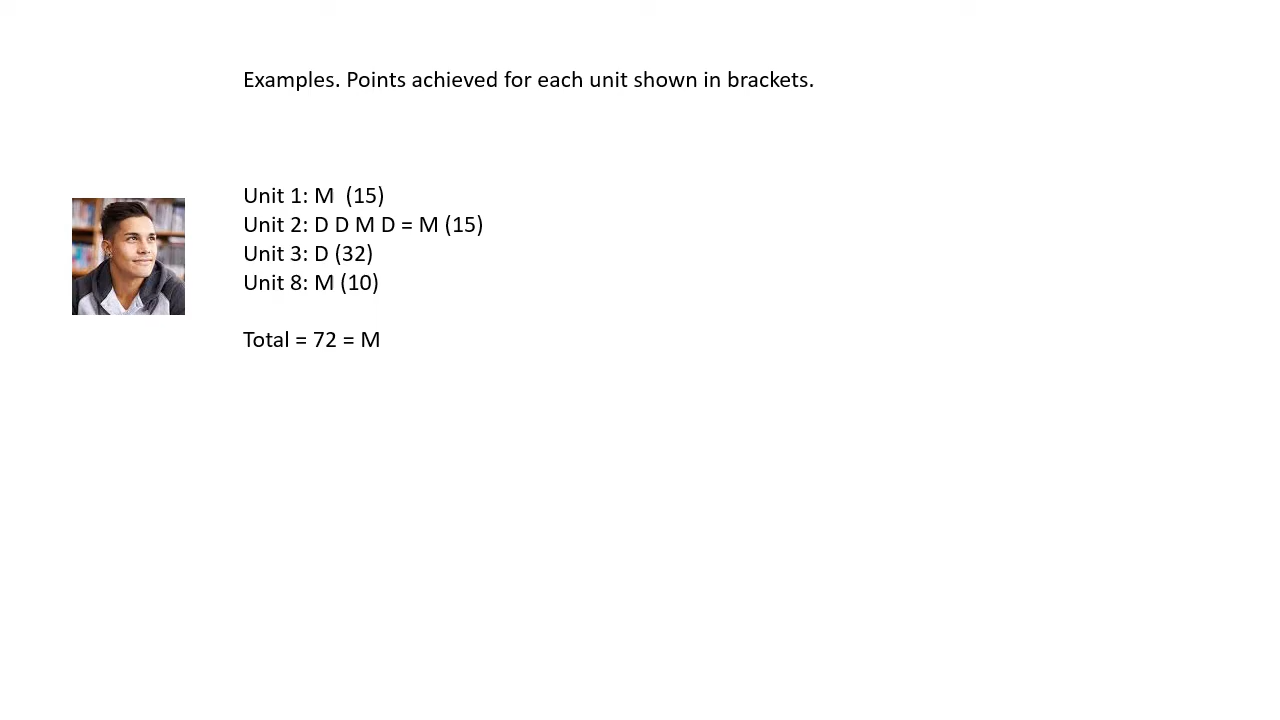 Examples. Points achieved for each unit shown in brackets.
Unit 1: M  (15)
Unit 2: D D M D = M (15)
Unit 3: D (32)
Unit 8: M (10)
Total = 72 = M